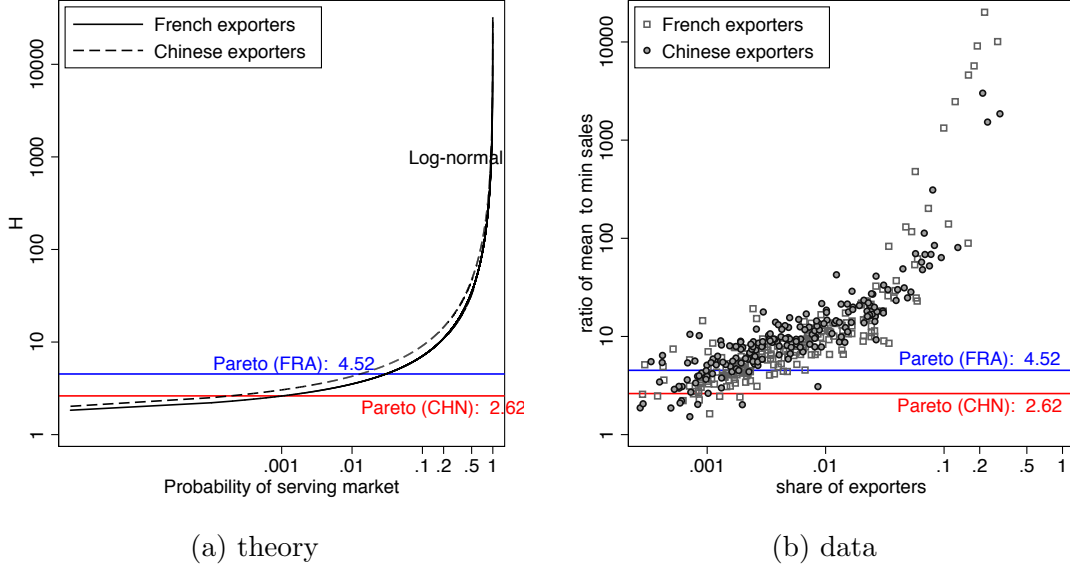 French exporters
Chinese exporters
H
10000
1000
100
10
1
Log-normal
Pareto (FRA): 4.52
Pareto (CHN): 2.62
.001 .01 .1 .2 .5 1
Probability of serving market
(a) theory
French exporters
Chinese exporters
ratio of mean to min sales
10000
1000
100
10
1
Pareto (FRA): 4.52
Pareto (CHN): 2.62
.001 .01 .1 .2 .5 1
share of exporters
(b) data